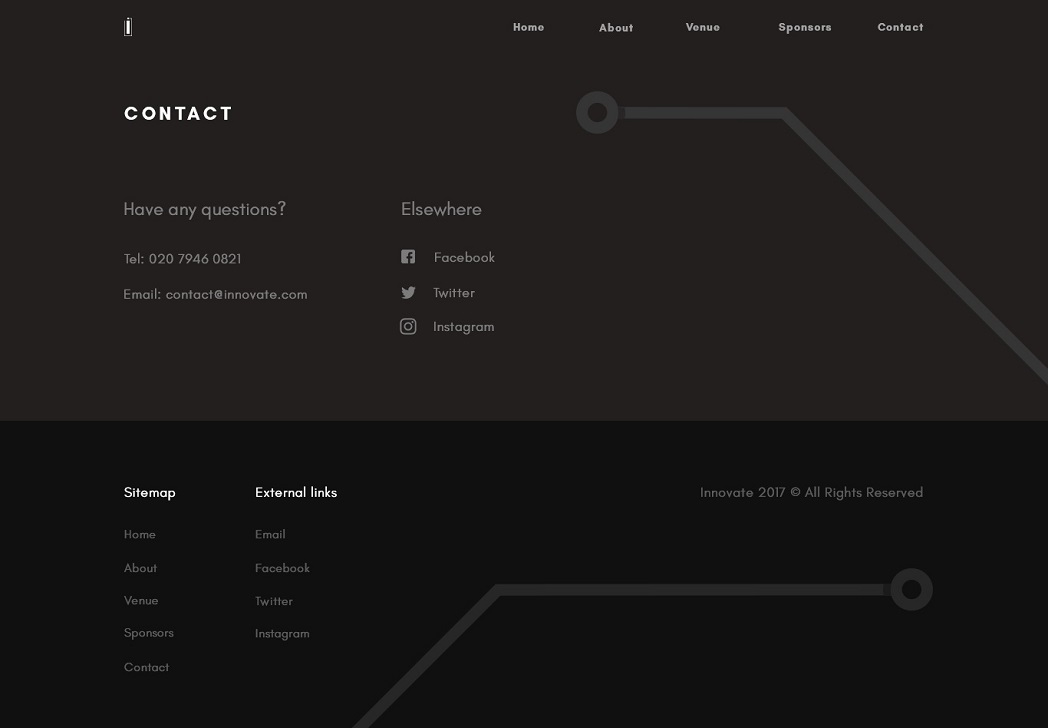 i
Home About Venue Sponsors Contact
CONTACT
Have any questions?
Tel: 020 7946 0821
Email: contact@innovate.com
Elsewhere
Facebook
Twitter
Instagram
Sitemap
Home
About
Venue
Sponsors
Contact
External links
Email
Facebook
Twitter
Instagram
Innovate 2017 © All Rights Reserved